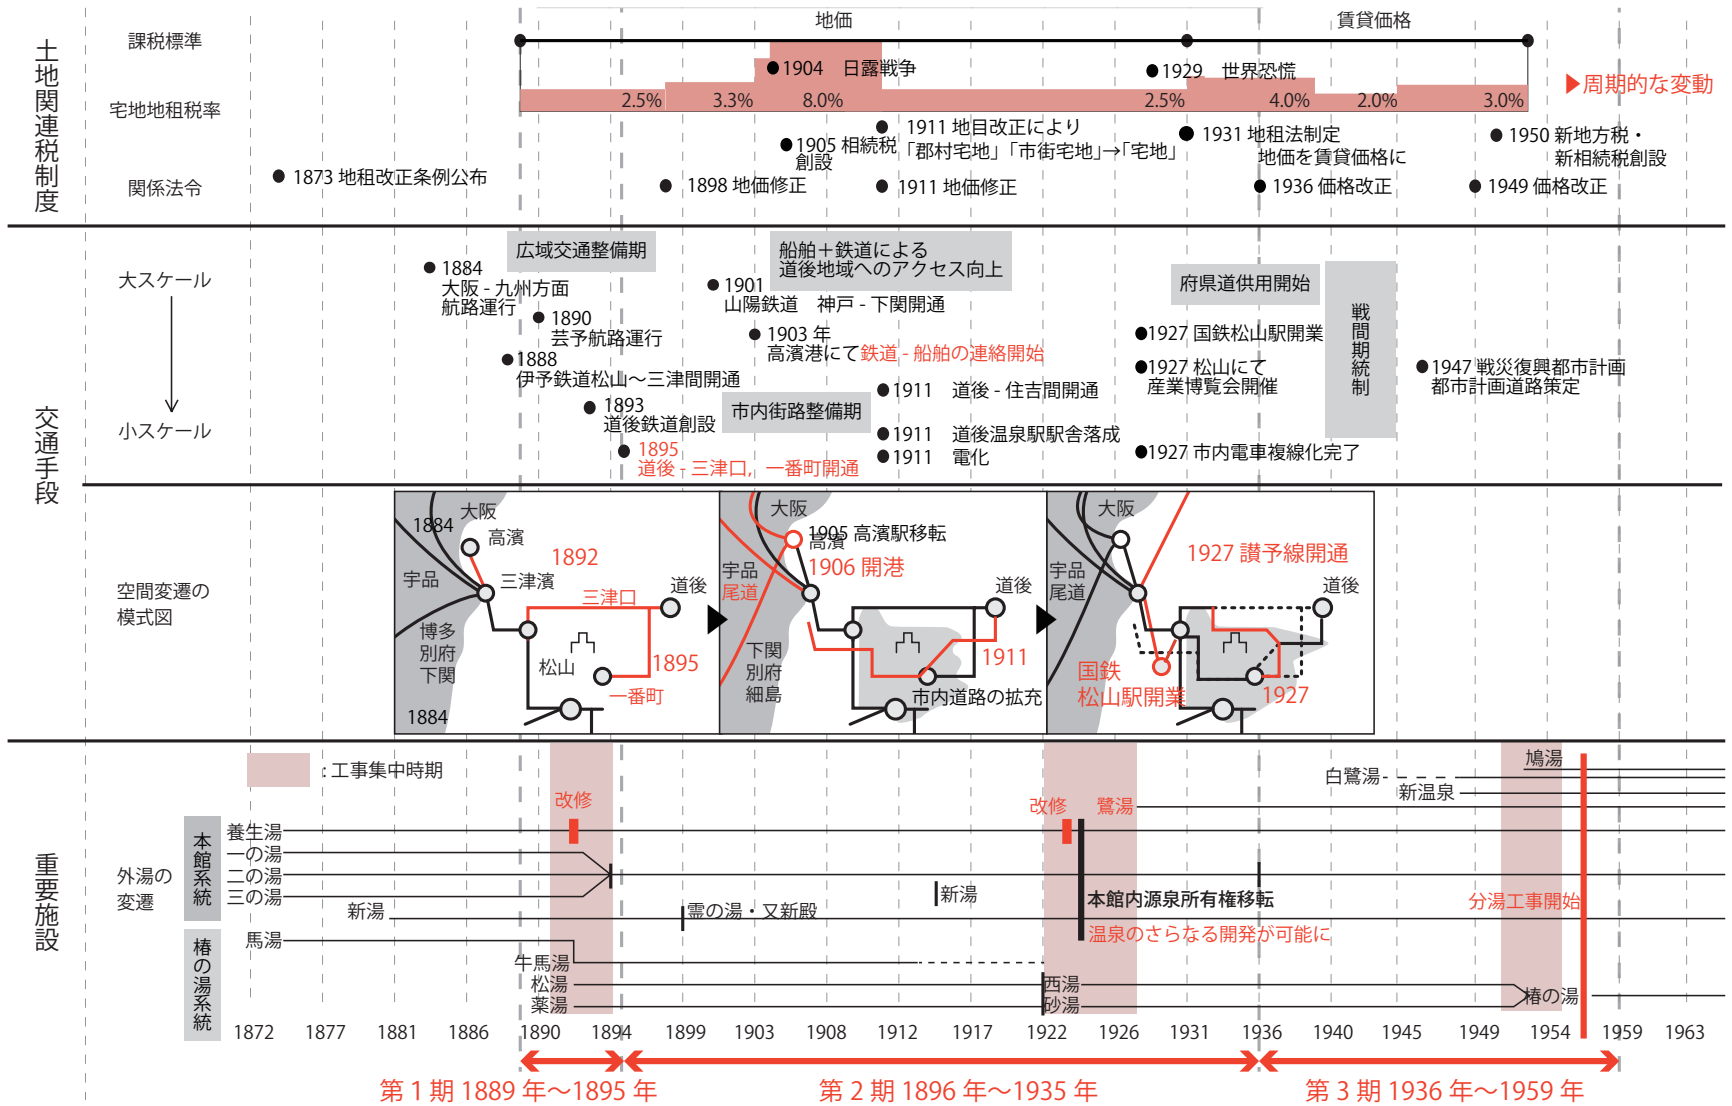 土地関連税制度
課税標準
地価
賃貸価格
1904 日露戦争
1929 世界恐慌
宅地地租税率
2.5%
3.3%
8.0%
2.5%
4.0%
2.0%
3.0%
▶周期的な変動
関係法令
1873 地租改正条例公布
1898 地価修正
1905 相続税
創設
1911 地目改正により
「郡村宅地」「市街宅地」→「宅地」
1911 地価修正
1931 地租法制定
地価を賃貸価格に
1936 価格改正
1950 新地方税・
新相続税創設
1949 価格改正
交通手段
大スケール
小スケール
広域交通整備期
1884
大阪 - 九州方面
航路運行
1890
芸予航路運行
1888
伊予鉄道松山〜三津間開通
1893
道後鉄道創設
1895
道後 - 三津口，一番町開通
船舶＋鉄道による
道後地域へのアクセス向上
1901
山陽鉄道 神戸 - 下関開通
1903 年
高濱港にて鉄道 - 船舶の連絡開始
市内街路整備期
1911 道後 - 住吉間開通
1911 道後温泉駅駅舎落成
1911 電化
府県道供用開始
1927 国鉄松山駅開業
1927 松山にて
産業博覧会開催
1927 市内電車複線化完了
戦間期統制
1947 戦災復興都市計画
都市計画道路策定
空間変遷の
模式図
大阪
1884
高濱
1892
宇品
三津濱
三津口
道後
博多
別府
下関
松山
1895
一番町
1884
大阪
1905 高濱駅移転
高濱
1906 開港
宇品
尾道
道後
下関
別府
細島
1911
市内道路の拡充
大阪
1927 讃予線開通
宇品
尾道
道後
国鉄
松山駅開業
1927
重要施設
: 工事集中時期
外湯の
変遷
本館系統
養生湯
一の湯
二の湯
三の湯
新湯
改修
霊の湯・又新殿
新湯
改修
鷺湯
本館内源泉所有権移転
温泉のさらなる開発が可能に
白鷺湯
新温泉
鳩湯
分湯工事開始
椿の湯系統
馬湯
牛馬湯
松湯
薬湯
西湯
砂湯
椿の湯
1872
1877
1881
1886
1890
1894
1899
1903
1908
1912
1917
1922
1926
1931
1936
1940
1945
1949
1954
1959
1963
第 1 期 1889 年〜1895 年
第 2 期 1896 年〜1935 年
第 3 期 1936 年〜1959 年